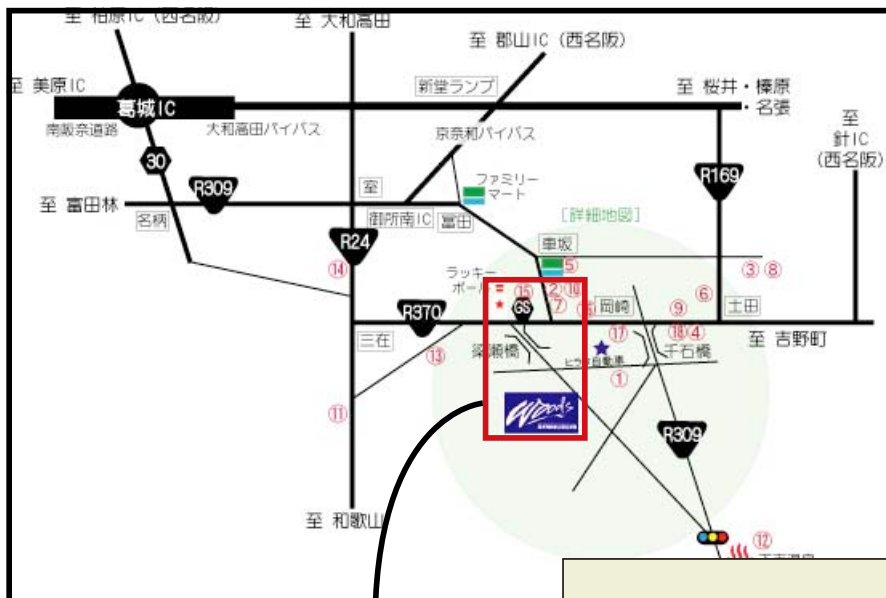 至 柏原IC (西名阪)
至 大和高田
至 郡山IC (西名阪)
至 美原IC
新堂ランプ
至 桜井・榛原
・名張
葛城IC
南阪奈道路
大和高田バイパス
京奈和バイパス
至
針IC
(西名阪)
30
R309
室
ファミリー
マート
R169
至 富田林
名柄
御所南IC
冨田
[詳細地図]
R24
車坂
⑭
ラッキー
ボール
⑤
③ ⑧
⑮
② ⑩
⑥
GS
⑦
⑯
岡崎
⑨
土田
R370
三在
⑰
⑱ ④
至 吉野町
⑬
梁瀬橋
千石橋
自動車
①
⑪
Woods
R309
至 和歌山
⑫